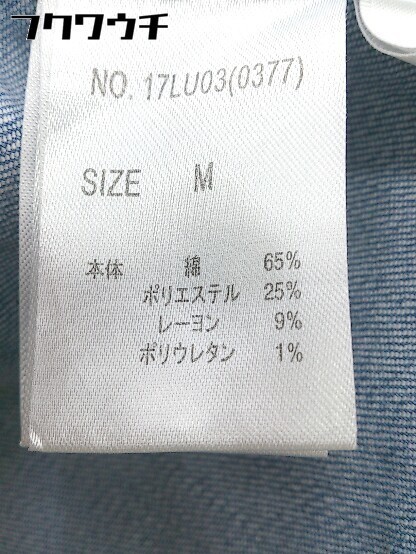 フクワウチ
NO. 17LU03(0377)
SIZE M
本体 綿 65%
ポリエステル 25%
レーヨン 9%
ポリウレタン 1%